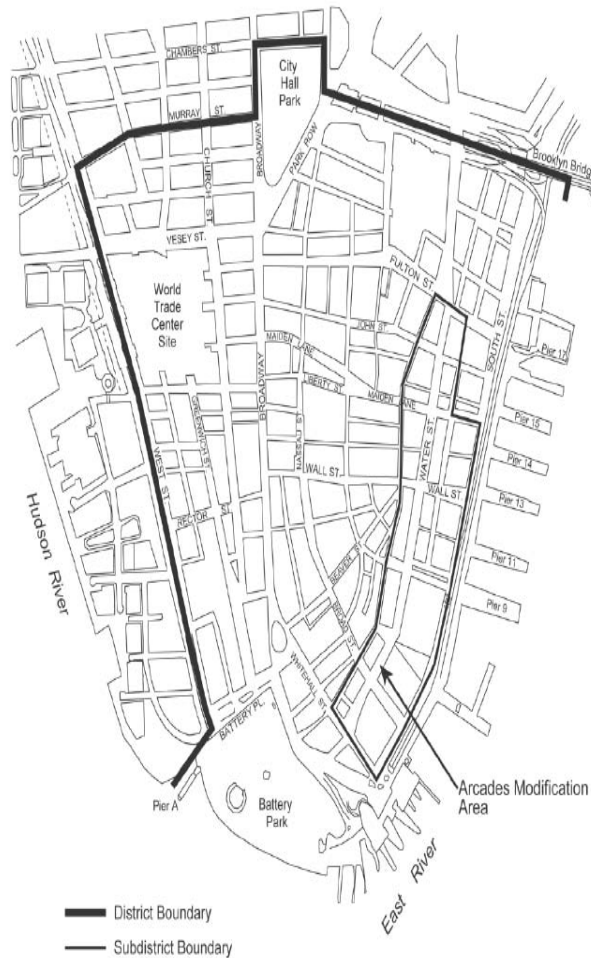 CHAMBERS ST.
City
Hall
Park
MURRAY ST
BROADWAY
PARK ROW
CHURCH ST
Brooklyn Bridge
VESEY ST.
FULTON ST
World
Trade
Center
Site
JOHN ST
SOUTH ST
MAIDEN LANE
Pier 17
LIBERTY ST
MAIDEN LANE
BROADWAY
GREENWICH ST
NASSAU ST
Pier 15
WATER ST
Pier 14
WALL ST.
WALL ST.
WEST ST
Pier 13
RECTOR ST.
Hudson River
BEAVER ST
Pier 11
BROAD ST
Pier 9
WHITEHALL ST
BATTERY PL.
Arcades Modification
Area
Pier A
Battery
Park
East River
District Boundary
Subdistrict Boundary